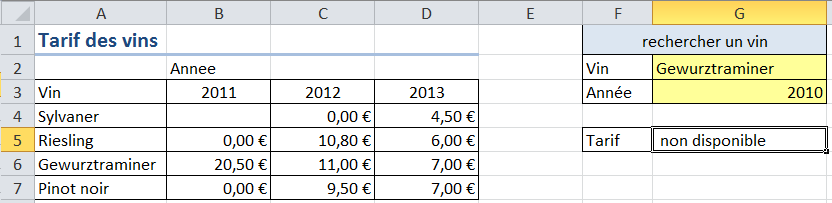 A B C D E F G
1 Tarif des vins rechercher un vin
2 Annee Vin Gewurztraminer
3 Vin 2011 2012 2013 Année 2010
4 Sylvaner 0,00 € 4,50 €
5 Riesling 0,00 € 10,80 € 6,00 € Tarif non disponible
6 Gewurztraminer 20,50 € 11,00 € 7,00 €
7 Pinot noir 0,00 € 9,50 € 7,00 €